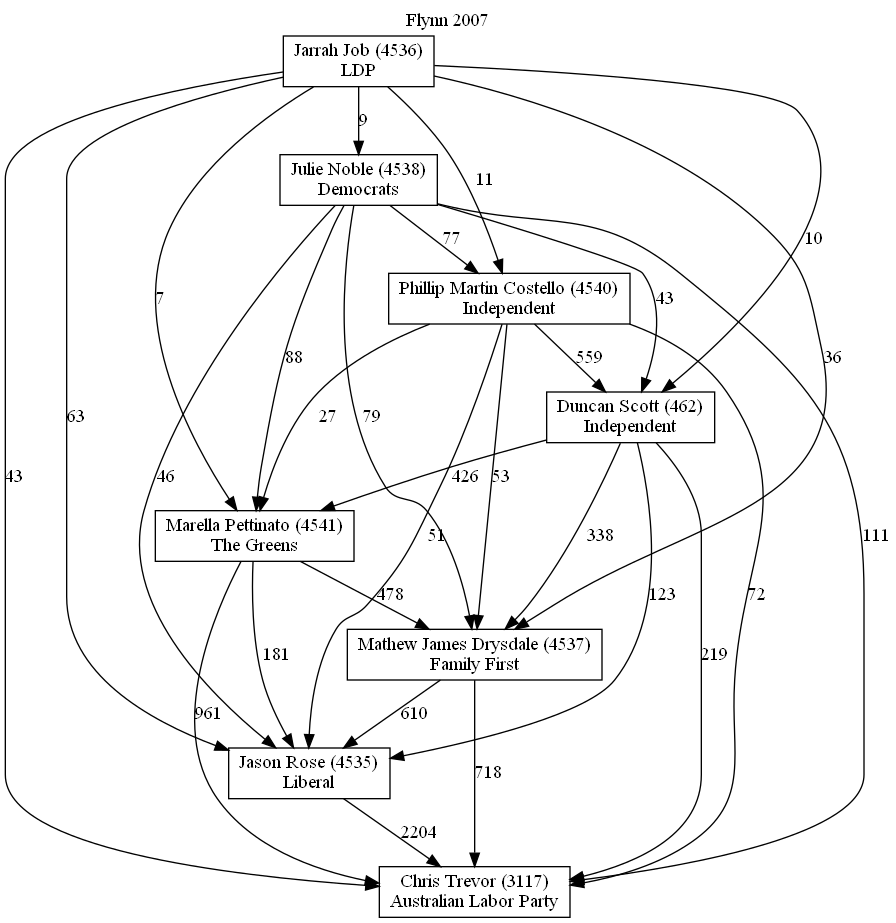 Flynn 2007
Jarrah Job (4536)
LDP
9
Julie Noble (4538)
Democrats
11
77
10
Phillip Martin Costello (4540)
Independent
7
43
88
559
36
Duncan Scott (462)
Independent
63
27
79
43
46
426
53
Marella Pettinato (4541)
The Greens
51
338
111
478
123
72
Mathew James Drysdale (4537)
Family First
181
219
961
610
Jason Rose (4535)
Liberal
718
2204
Chris Trevor (3117)
Australian Labor Party